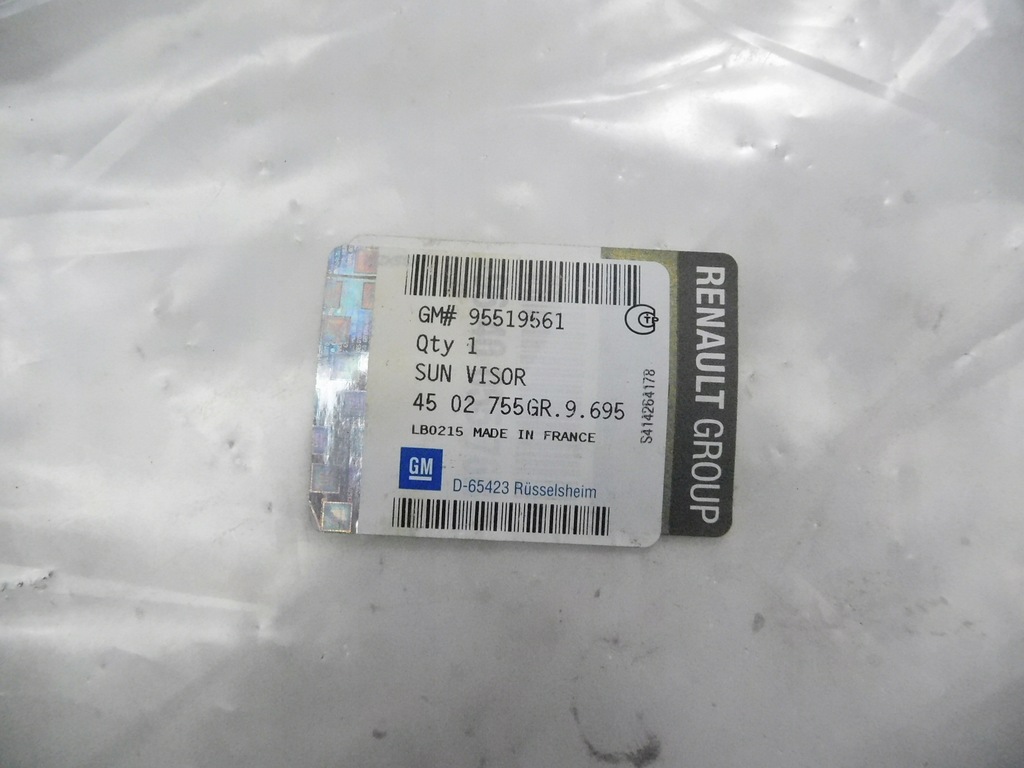 GM# 95519561
Qty 1
SUN VISOR
45 02 755GR.9.695
LB0215 MADE IN FRANCE
GM
D-65423 Rüsselsheim
S414264178
RENAULT GROUP